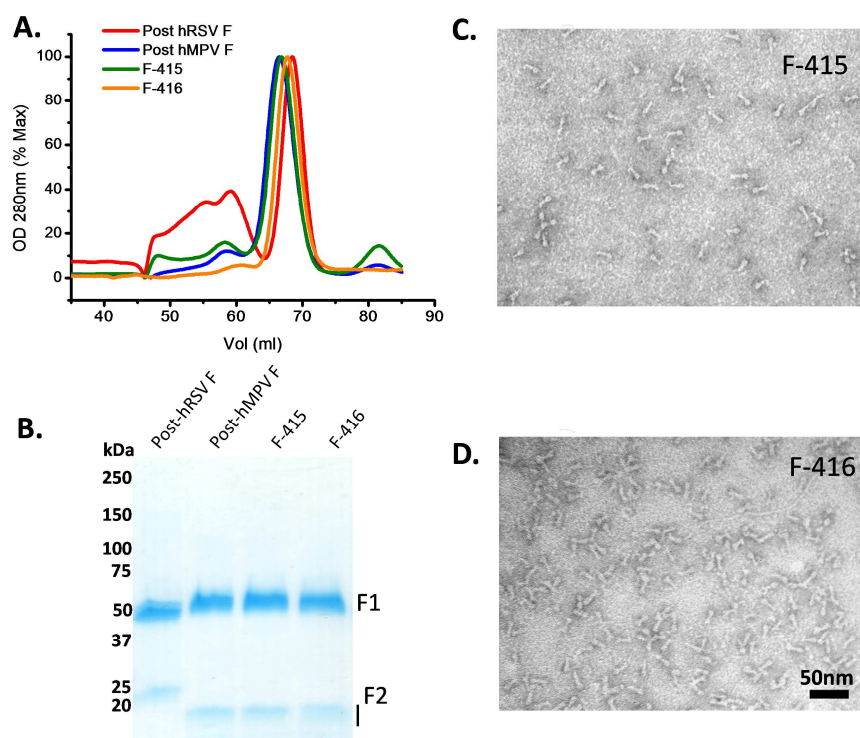 A.
Post hRSV F
Post hMPV F
F-415
F-416
OD 280nm (% Max)
100
80
60
40
20
0
40
50
60
70
80
90
Vol (ml)
B.
Post-hRSV F
Post-hMPV F
F-415
F-416
kDa
250
150
100
75
50
37
25
20
F1
F2
C.
F-415
D.
F-416
50nm